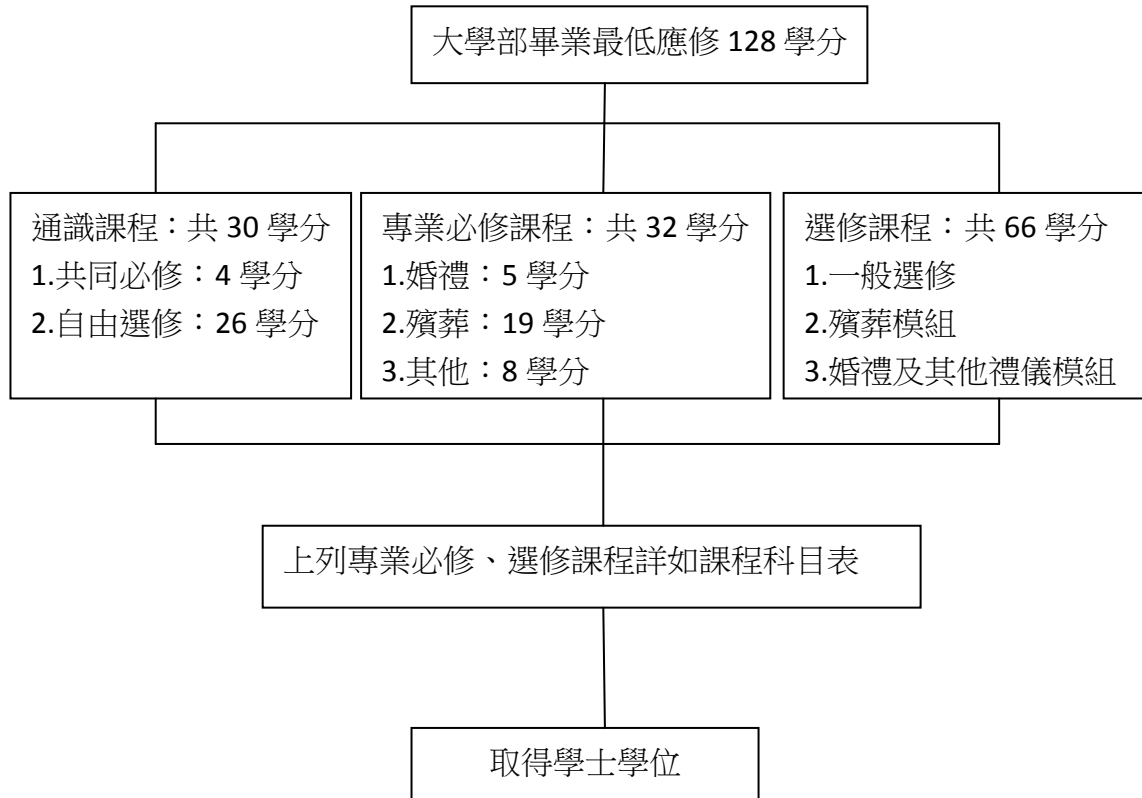 大學部畢業最低應修 128 學分
通識課程：共 30 學分
1.共同必修：4 學分
2.自由選修：26 學分
專業必修課程：共 32 學分
1.婚禮：5 學分
2.殯葬：19 學分
3.其他：8 學分
選修課程：共 66 學分
1.一般選修
2.殯葬模組
3.婚禮及其他禮儀模組
上列專業必修、選修課程詳如課程科目表
取得學士學位